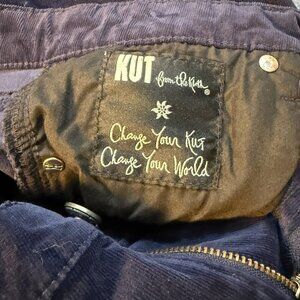 KUT from the Kloth ®
Change Your Kut
Change Your World